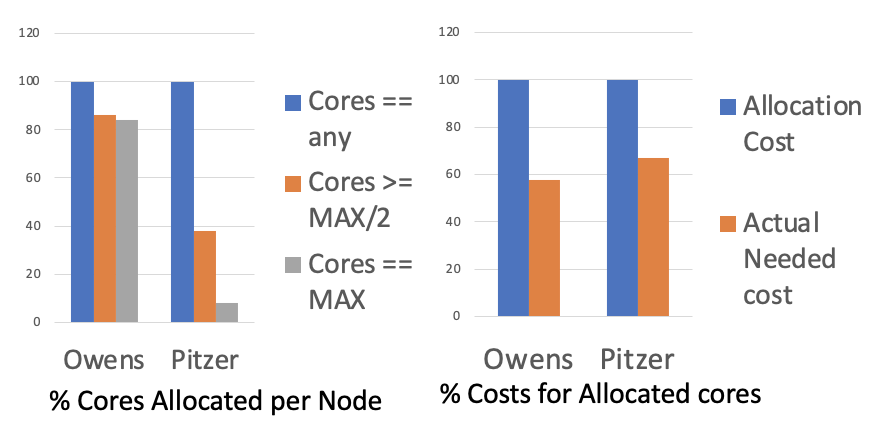 120
100
80
60
40
20
0
Owens
Pitzer
Cores ==
any
Cores >=
MAX/2
Cores ==
MAX
% Cores Allocated per Node
120
100
80
60
40
20
0
Owens
Pitzer
Allocation
Cost
Actual
Needed
cost
% Costs for Allocated cores